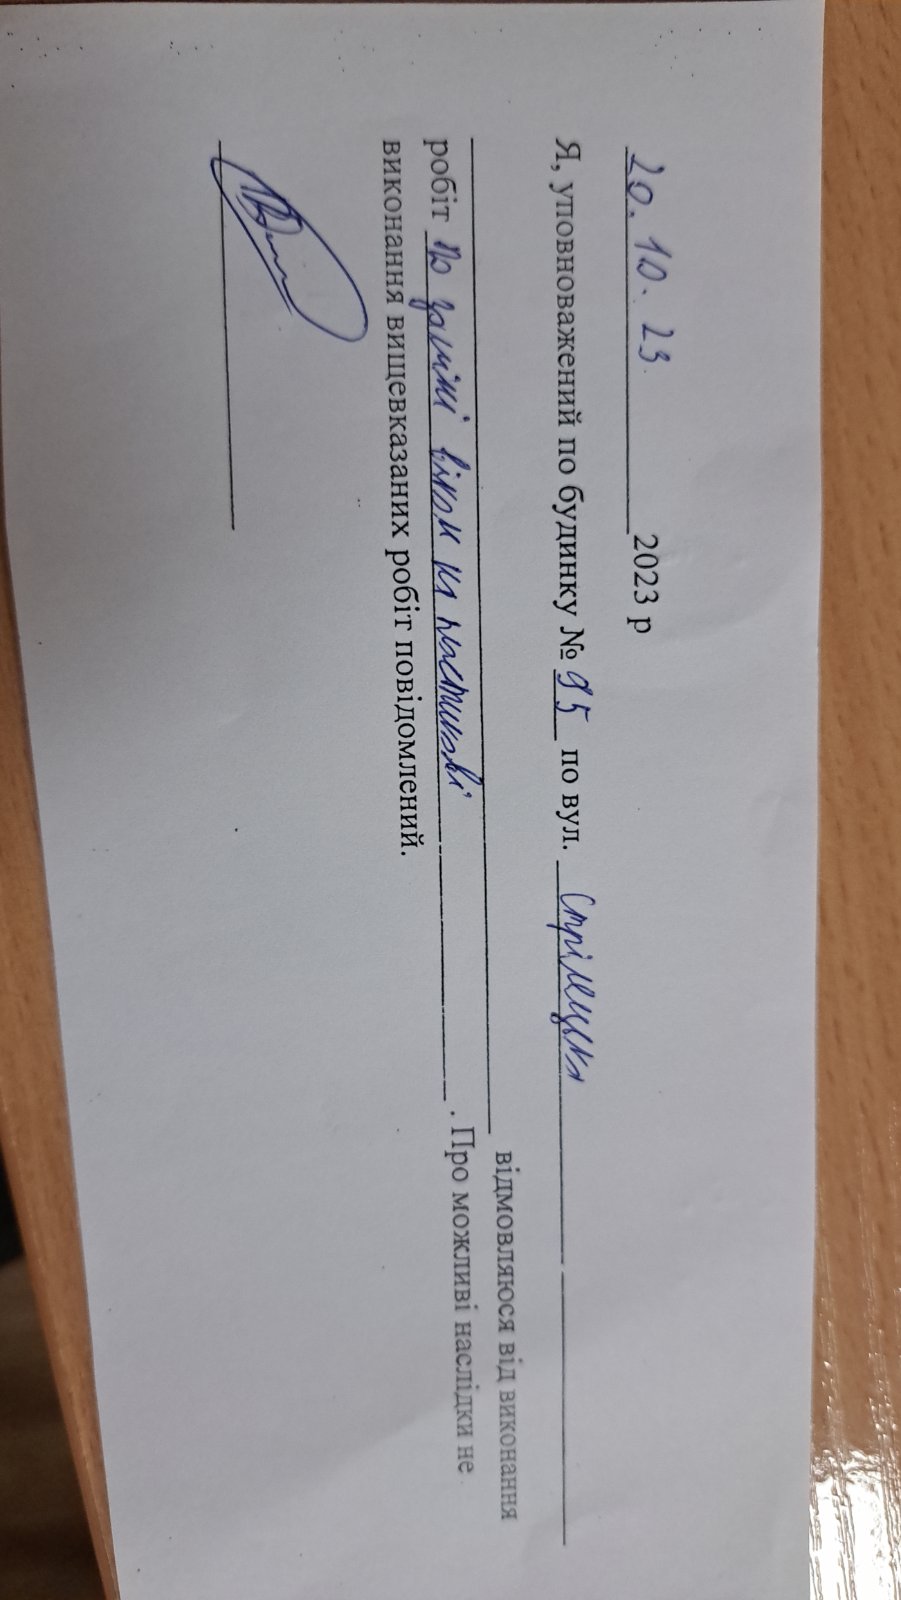 20.10.23 2023 р
Я, уповноважений по будинку № 95 по вул. Стрілецька
відмовляюся від виконання
робіт по заміні вікон на пластикові . Про можливі наслідки не
виконання вищевказаних робіт повідомлений.